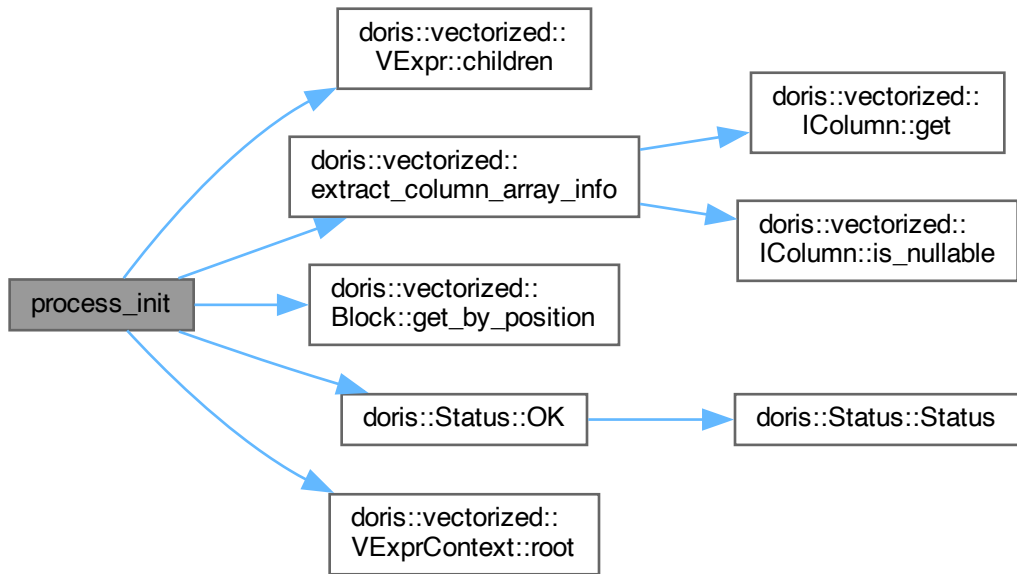 process_init
doris::vectorized::
VExpr::children
doris::vectorized::
extract_column_array_info
doris::vectorized::
IColumn::get
doris::vectorized::
IColumn::is_nullable
doris::vectorized::
Block::get_by_position
doris::Status::OK
doris::Status::Status
doris::vectorized::
VExprContext::root